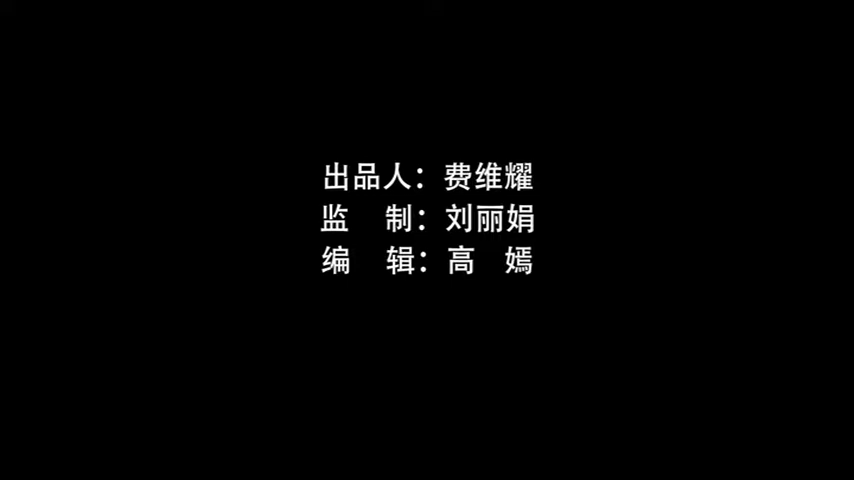 出品人：费维耀
监　制：刘丽娟
编　辑：高　嫣